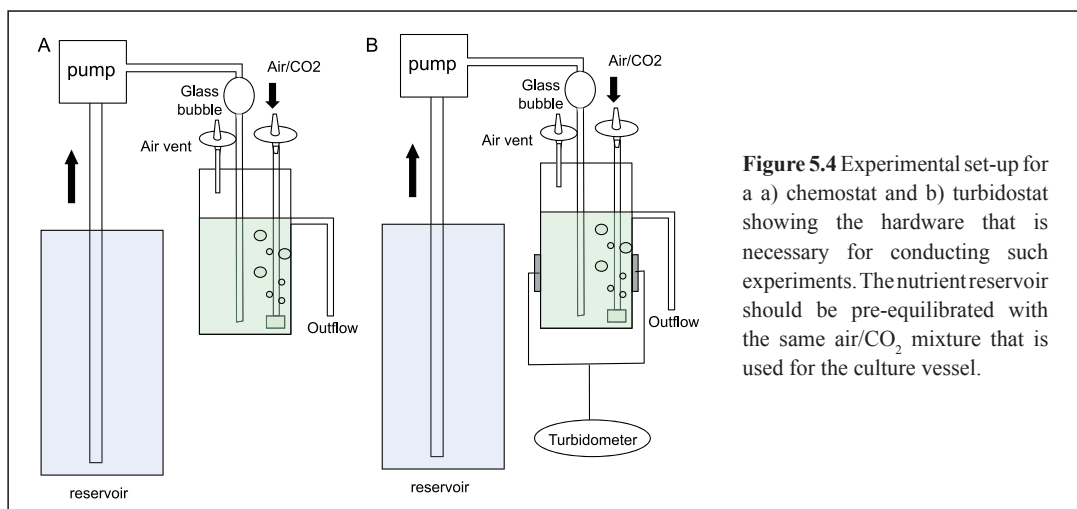 A
pump
Glass
bubble
Air/CO2
Air vent
Outflow
reservoir
B
pump
Glass
bubble
Air/CO2
Air vent
Outflow
Turbidometer
reservoir
Figure 5.4 Experimental set-up for
a a) chemostat and b) turbidostat
showing the hardware that is
necessary for conducting such
experiments. The nutrient reservoir
should be pre-equilibrated with
the same air/CO₂ mixture that is
used for the culture vessel.